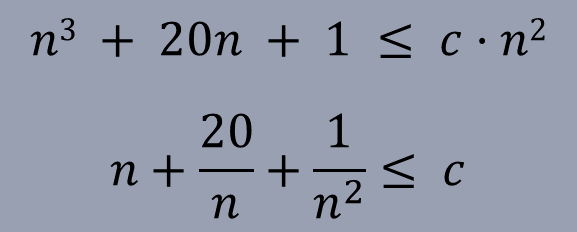 n³ + 20n + 1 ≤ c · n²
n + 20/n + 1/n² ≤ c